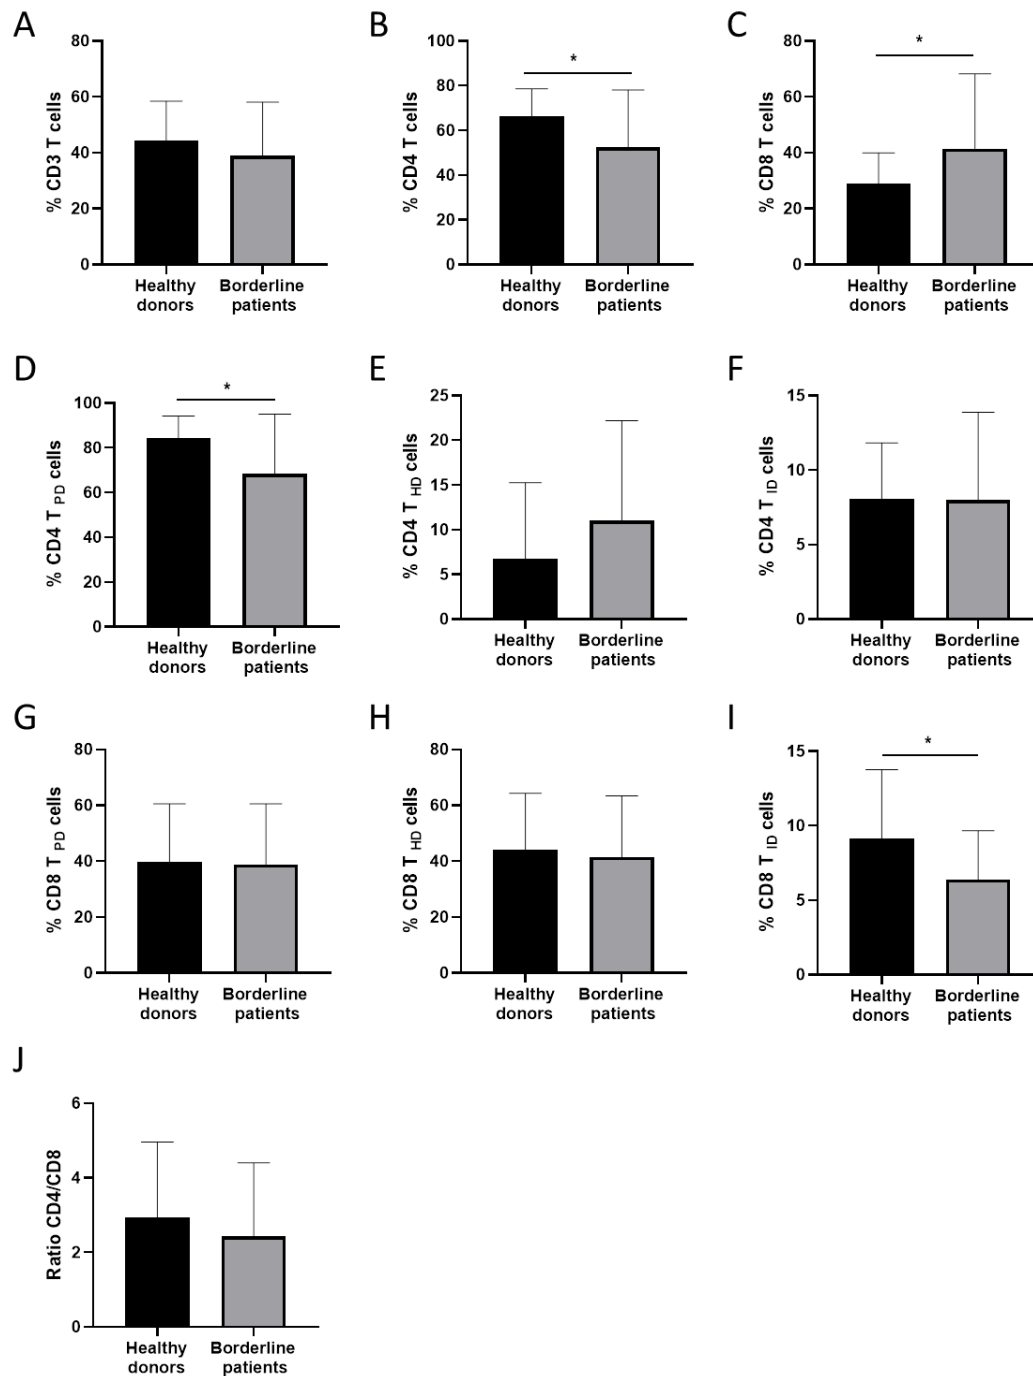 A
80
60
40
20
0
% CD3 T cells
Healthy donors
Borderline patients
B
100
80
60
40
20
0
% CD4 T cells
*
Healthy donors
Borderline patients
C
80
60
40
20
0
% CD8 T cells
*
Healthy donors
Borderline patients
D
100
80
60
40
20
0
% CD4 T PD cells
*
Healthy donors
Borderline patients
E
25
20
15
10
5
0
% CD4 T HD cells
Healthy donors
Borderline patients
F
15
10
5
0
% CD4 T ID cells
Healthy donors
Borderline patients
G
80
60
40
20
0
% CD8 T PD cells
Healthy donors
Borderline patients
H
80
60
40
20
0
% CD8 T HD cells
Healthy donors
Borderline patients
I
15
10
5
0
% CD8 T ID cells
*
Healthy donors
Borderline patients
J
6
4
2
0
Ratio CD4/CD8
Healthy donors
Borderline patients